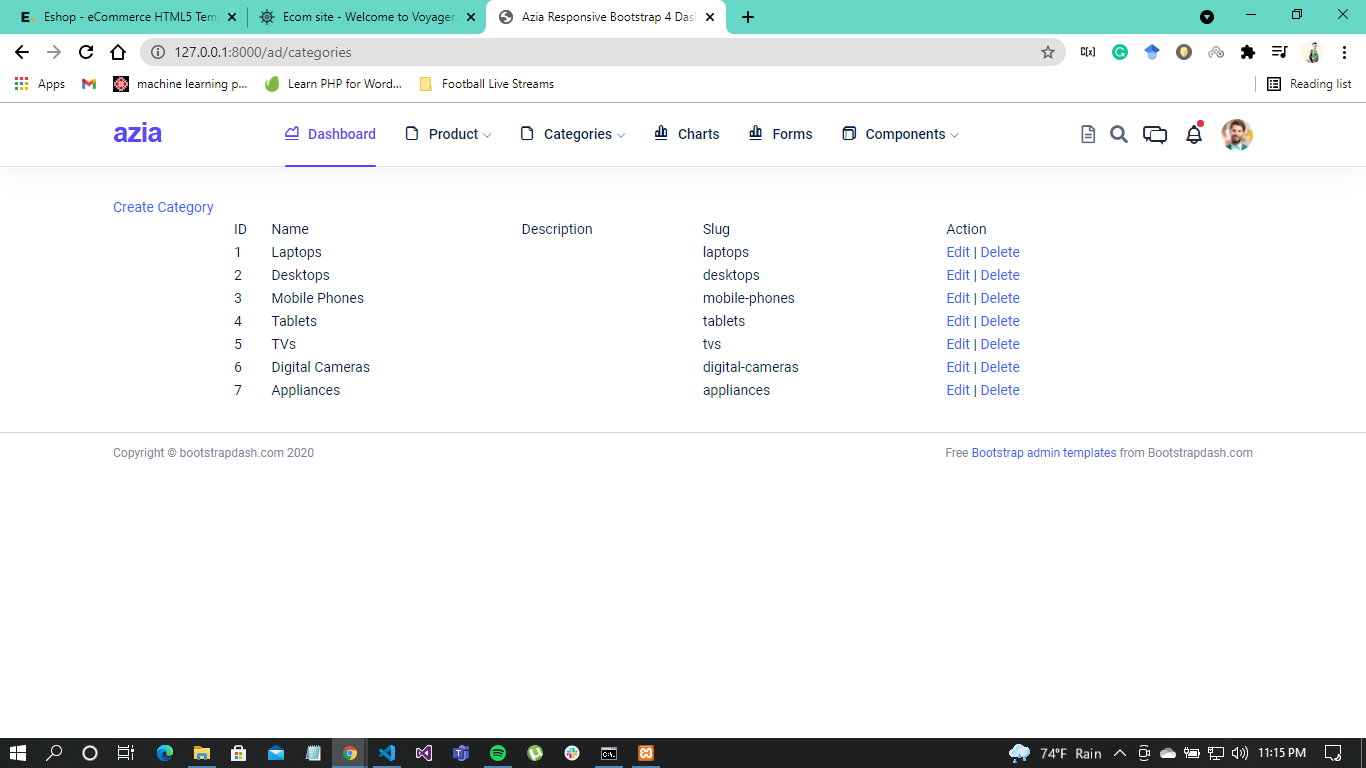 E. Eshop - eCommerce HTML5 Tem
Ecom site - Welcome to Voyager.
Azia Responsive Bootstrap 4 Das
127.0.0.1:8000/ad/categories
Apps
machine learning p...
Learn PHP for Word...
Football Live Streams
Reading list
azia
Dashboard
Product
Categories
Charts
Forms
Components
Create Category
ID Name Description Slug Action
1 Laptops laptops Edit | Delete
2 Desktops desktops Edit | Delete
3 Mobile Phones mobile-phones Edit | Delete
4 Tablets tablets Edit | Delete
5 TVs tvs Edit | Delete
6 Digital Cameras digital-cameras Edit | Delete
7 Appliances appliances Edit | Delete
Copyright © bootstrapdash.com 2020
Free Bootstrap admin templates from Bootstrapdash.com
74°F Rain
11:15 PM